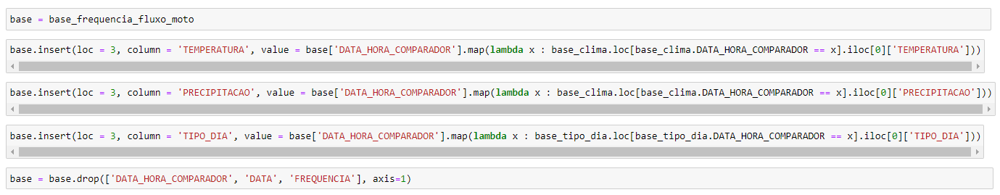 base = base_frequencia_fluxo_moto
base.insert(loc = 3, column = 'TEMPERATURA', value = base['DATA_HORA_COMPARADOR'].map(lambda x : base_clima.loc[base_clima.DATA_HORA_COMPARADOR == x].iloc[0]['TEMPERATURA']))
base.insert(loc = 3, column = 'PRECIPITACAO', value = base['DATA_HORA_COMPARADOR'].map(lambda x : base_clima.loc[base_clima.DATA_HORA_COMPARADOR == x].iloc[0]['PRECIPITACAO']))
base.insert(loc = 3, column = 'TIPO_DIA', value = base['DATA_HORA_COMPARADOR'].map(lambda x : base_tipo_dia.loc[base_tipo_dia.DATA_HORA_COMPARADOR == x].iloc[0]['TIPO_DIA']))
base = base.drop(['DATA_HORA_COMPARADOR', 'DATA', 'FREQUENCIA'], axis=1)